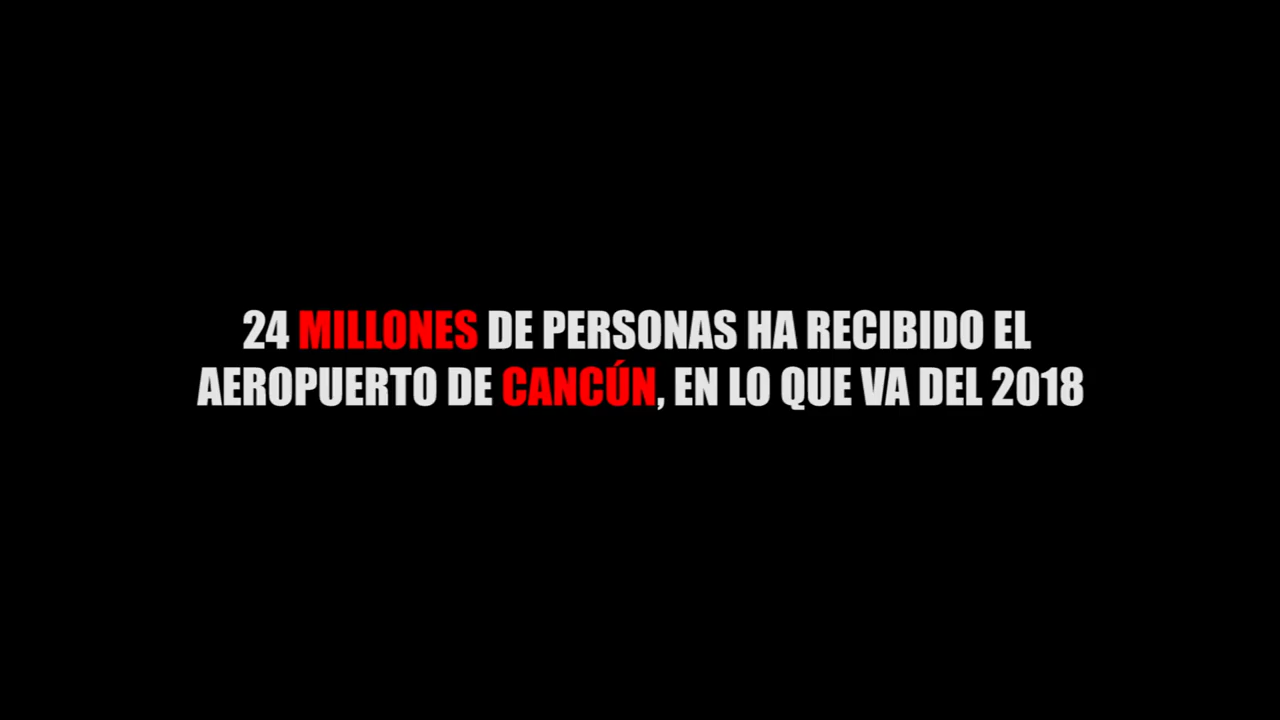 24 MILLONES DE PERSONAS HA RECIBIDO EL
AEROPUERTO DE CANCÚN, EN LO QUE VA DEL 2018